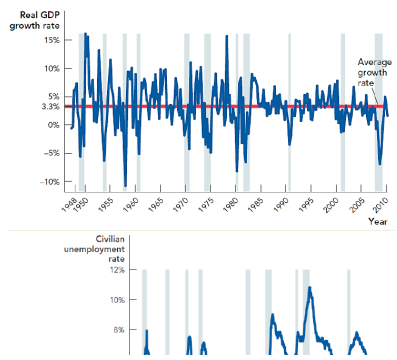 Real GDP
growth rate
15%
10%
Average
growth
rate
5%
3.3%
0%
−5%
−10%
1948 1950 1955 1958 1960 1965 1970 1975 1980 1985 1990 1995 2000 2005 2010
Year
Civilian
unemployment
rate
12%
10%
8%